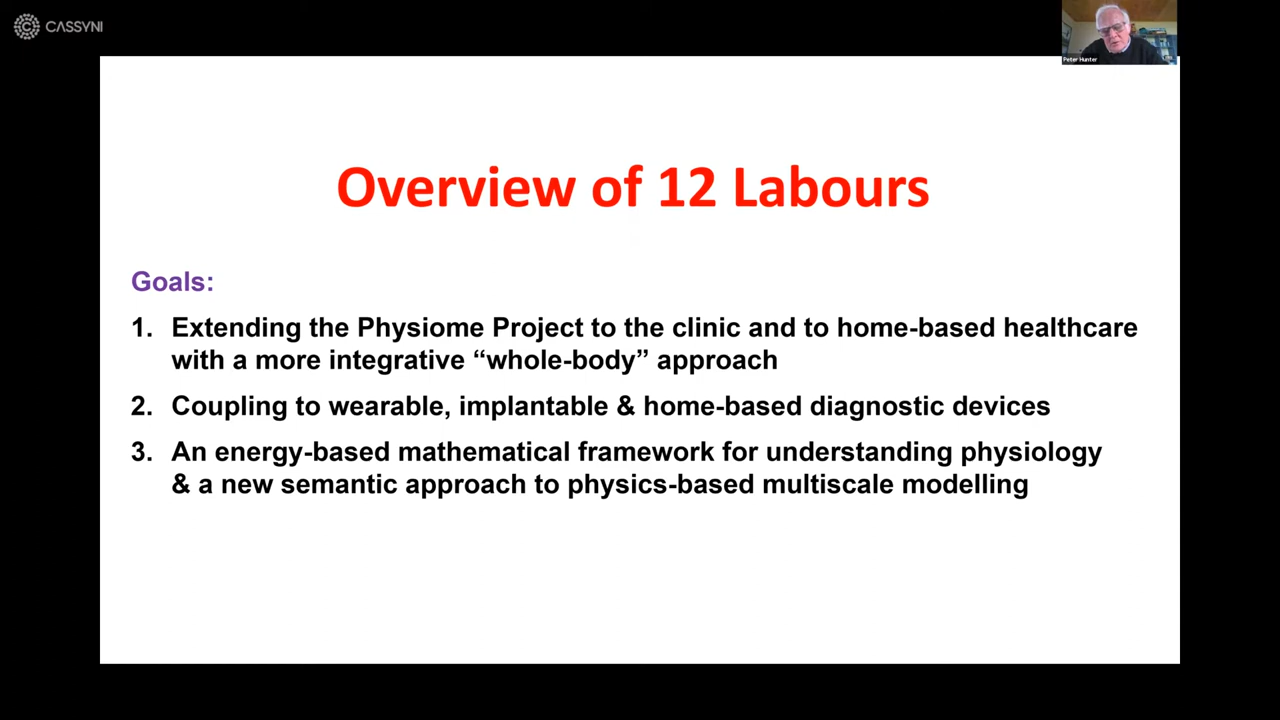 CASSYNI
Peter Hunter
Overview of 12 Labours
Goals:
1. Extending the Physiome Project to the clinic and to home-based healthcare
with a more integrative “whole-body” approach
2. Coupling to wearable, implantable & home-based diagnostic devices
3. An energy-based mathematical framework for understanding physiology
& a new semantic approach to physics-based multiscale modelling